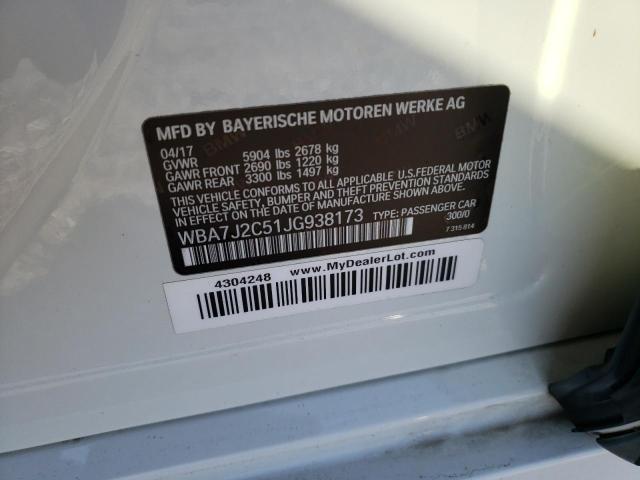 MFD BY BAYERISCHE MOTOREN WERKE AG
04/17
GVWR 5904 lbs 2678 kg
GAWR FRONT 2690 lbs 1220 kg
GAWR REAR 3300 lbs 1497 kg
THIS VEHICLE CONFORMS TO ALL APPLICABLE U.S.FEDERAL MOTOR
VEHICLE SAFETY, BUMPER AND THEFT PREVENTION STANDARDS
IN EFFECT ON THE DATE OF MANUFACTURE SHOWN ABOVE.
WBA7J2C51JG938173 TYPE: PASSENGER CAR
300/0
7 315 814
4304248 www.MyDealerLot.com